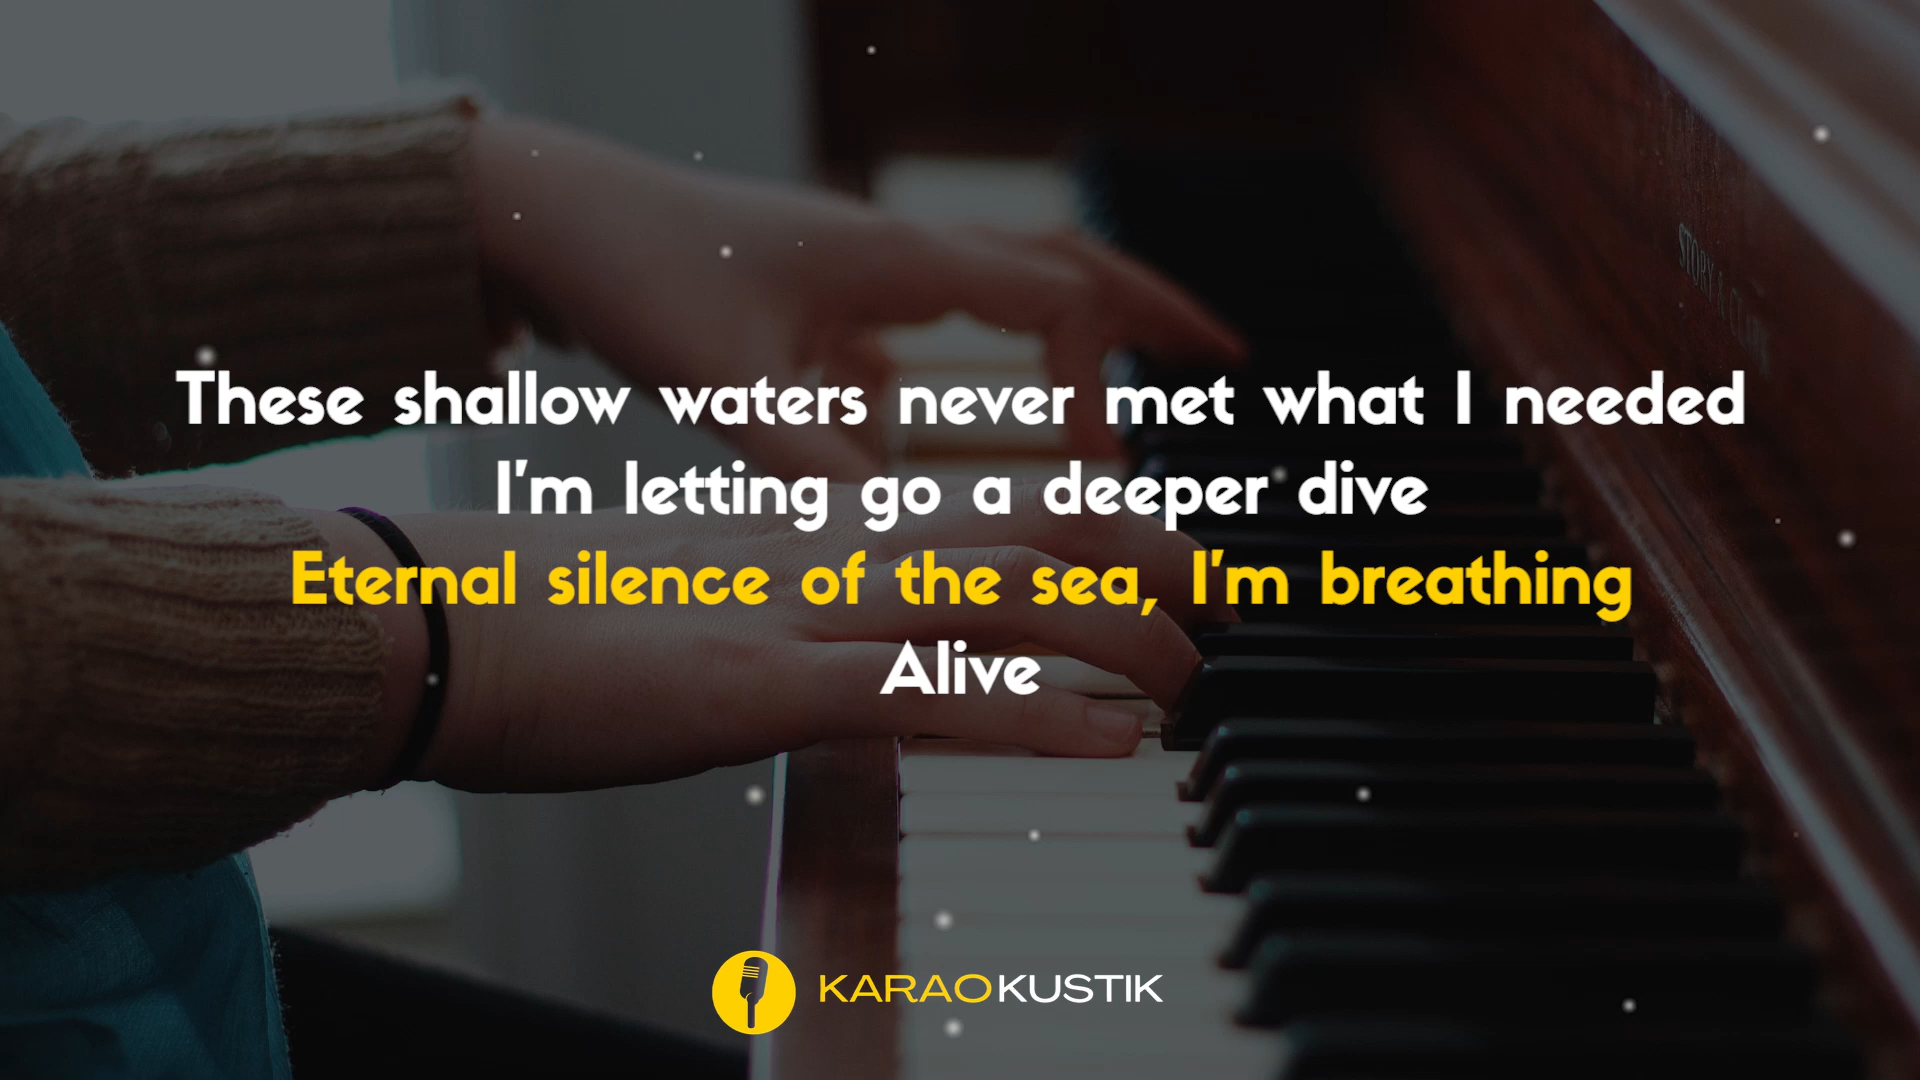 These shallow waters never met what I needed
I'm letting go a deeper dive
Eternal silence of the sea, I'm breathing
Alive
KARAOKUSTIK